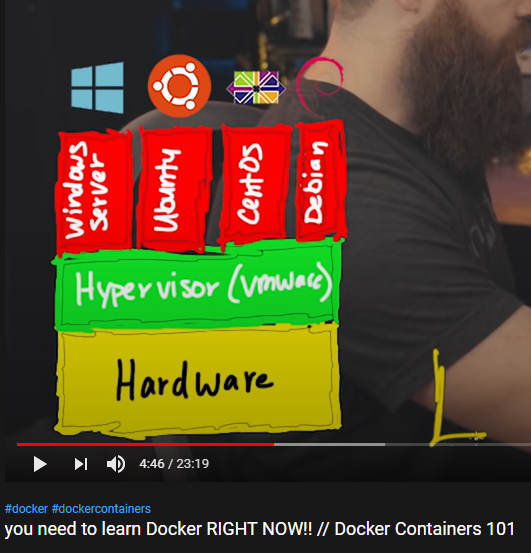 Windows
Server
Ubuntu
CentOS
Debian
Hypervisor (vmware)
Hardware
L
4:46 / 23:19
#docker #dockercontainers
you need to learn Docker RIGHT NOW!! // Docker Containers 101